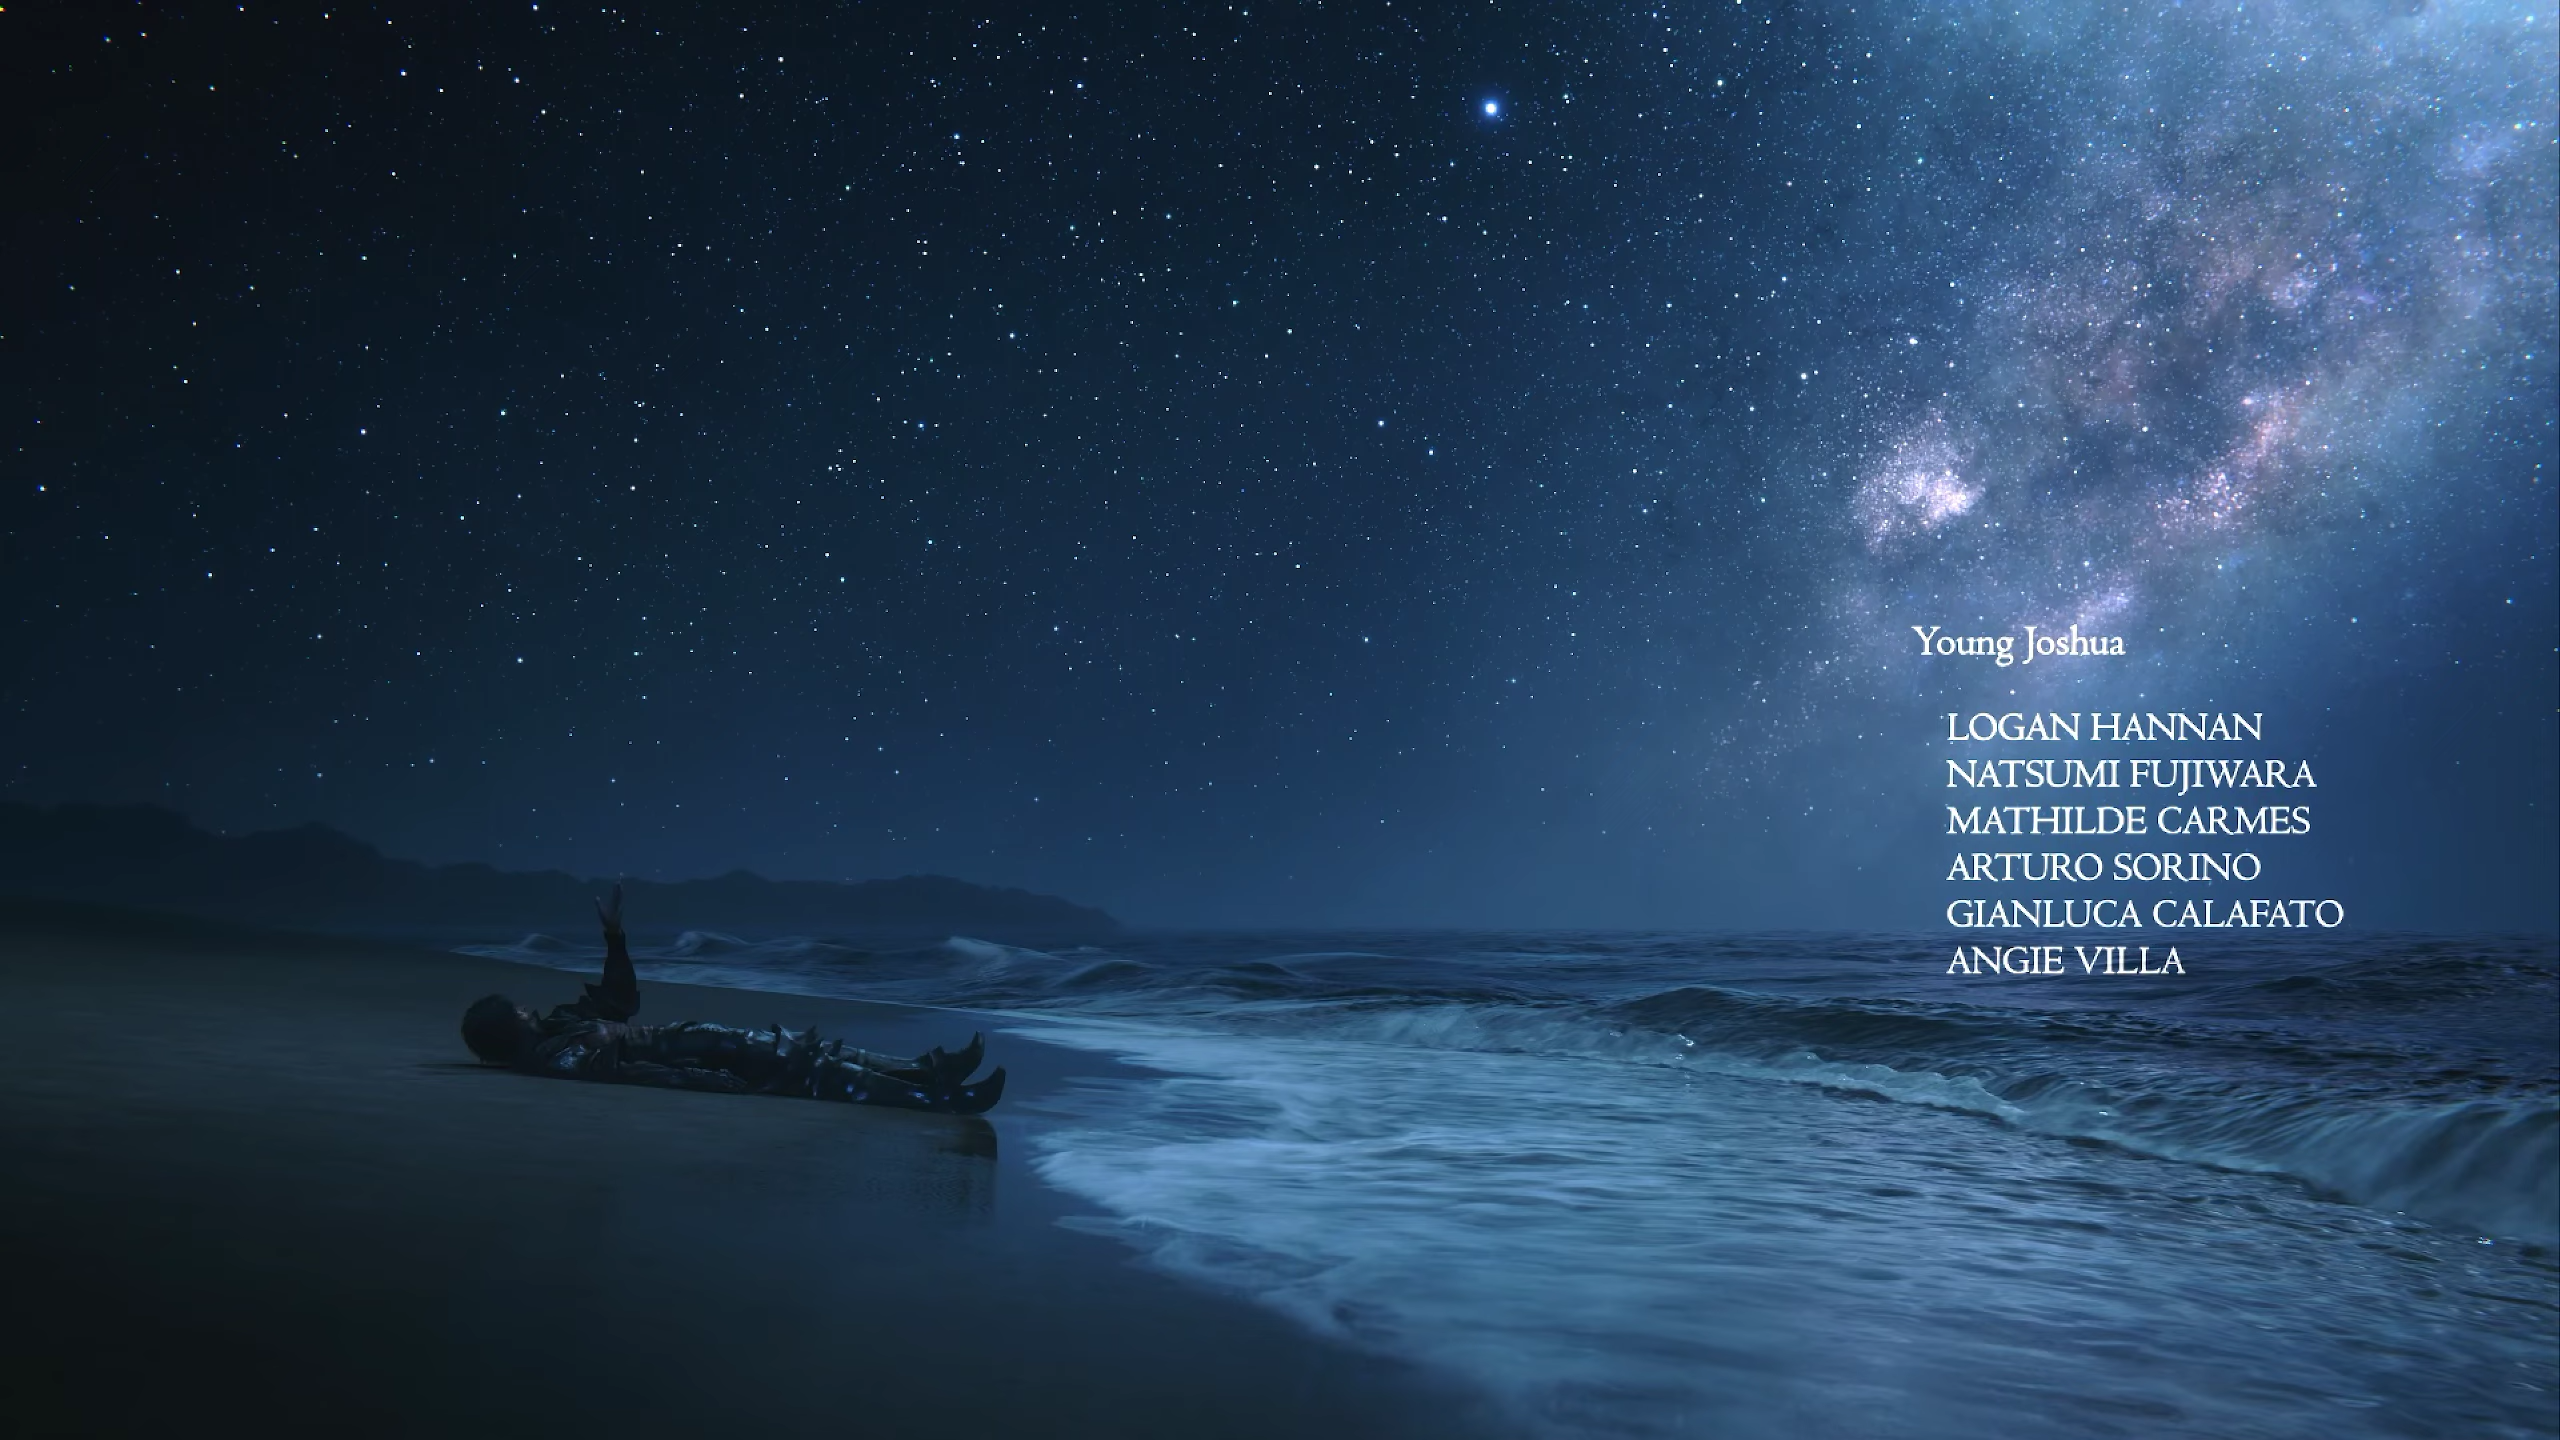 Young Joshua
LOGAN HANNAN
NATSUMI FUJIWARA
MATHILDE CARMES
ARTURO SORINO
GIANLUCA CALAFATO
ANGIE VILLA